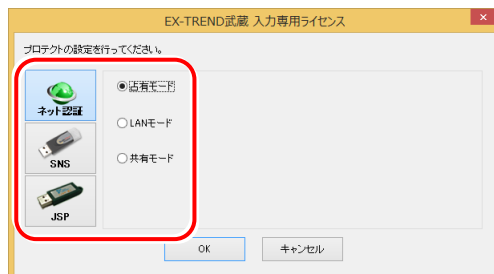 EX-TREND武蔵 入力専用ライセンス
×
プロテクトの設定を行ってください。
ネット認証
占有モード
LANモード
SNS
共有モード
JSP
OK
キャンセル